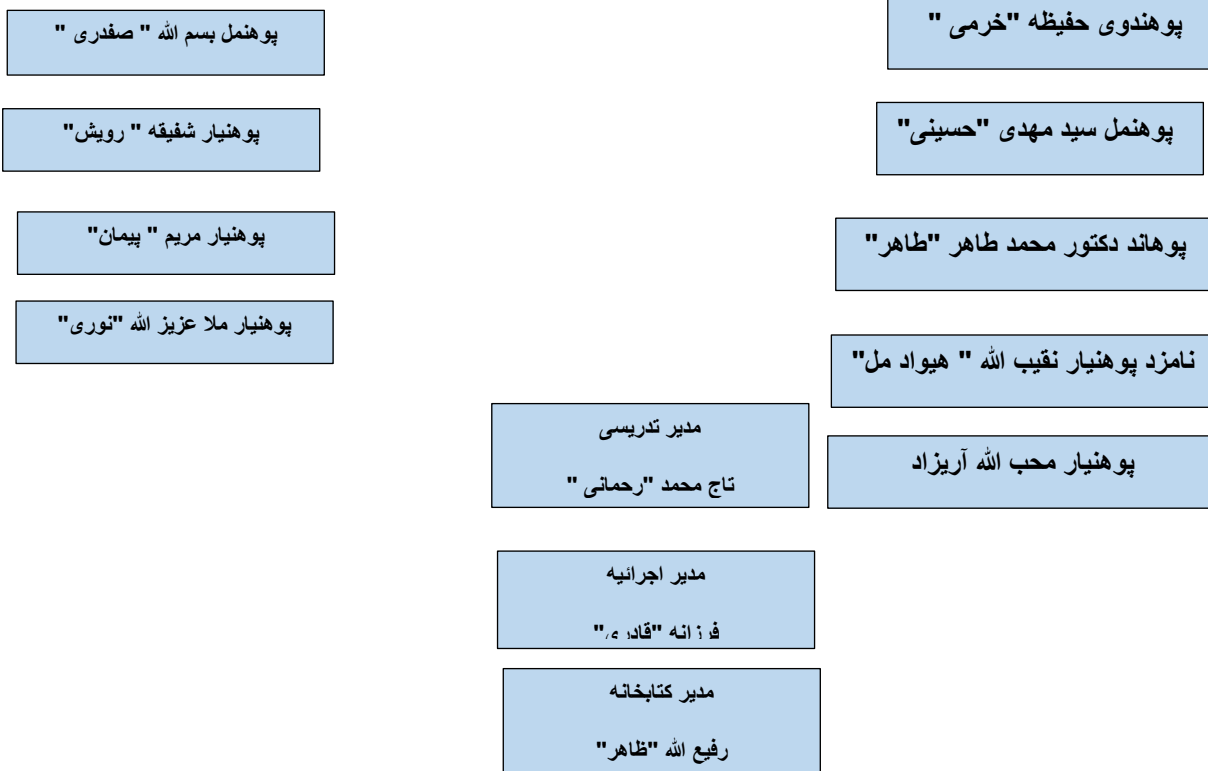 پوهندوی حفیظه "خرمی "
پوهنمل سید مهدی "حسینی"
پوهاند دکتور محمد طاهر "طاهر"
نامزد پوهنیار نقیب الله " هیواد مل"
پوهنیار محب الله آریزاد
مدیر تدریسی
تاج محمد "رحمانی "
مدیر اجرائیه
فرزانه "قادری"
مدیر کتابخانه
رفیع الله "ظاهر"
پوهنمل بسم الله " صفدری "
پوهنیار شفیقه " رویش"
پوهنیار مریم " پیمان"
پوهنیار ملا عزیز الله "نوری"